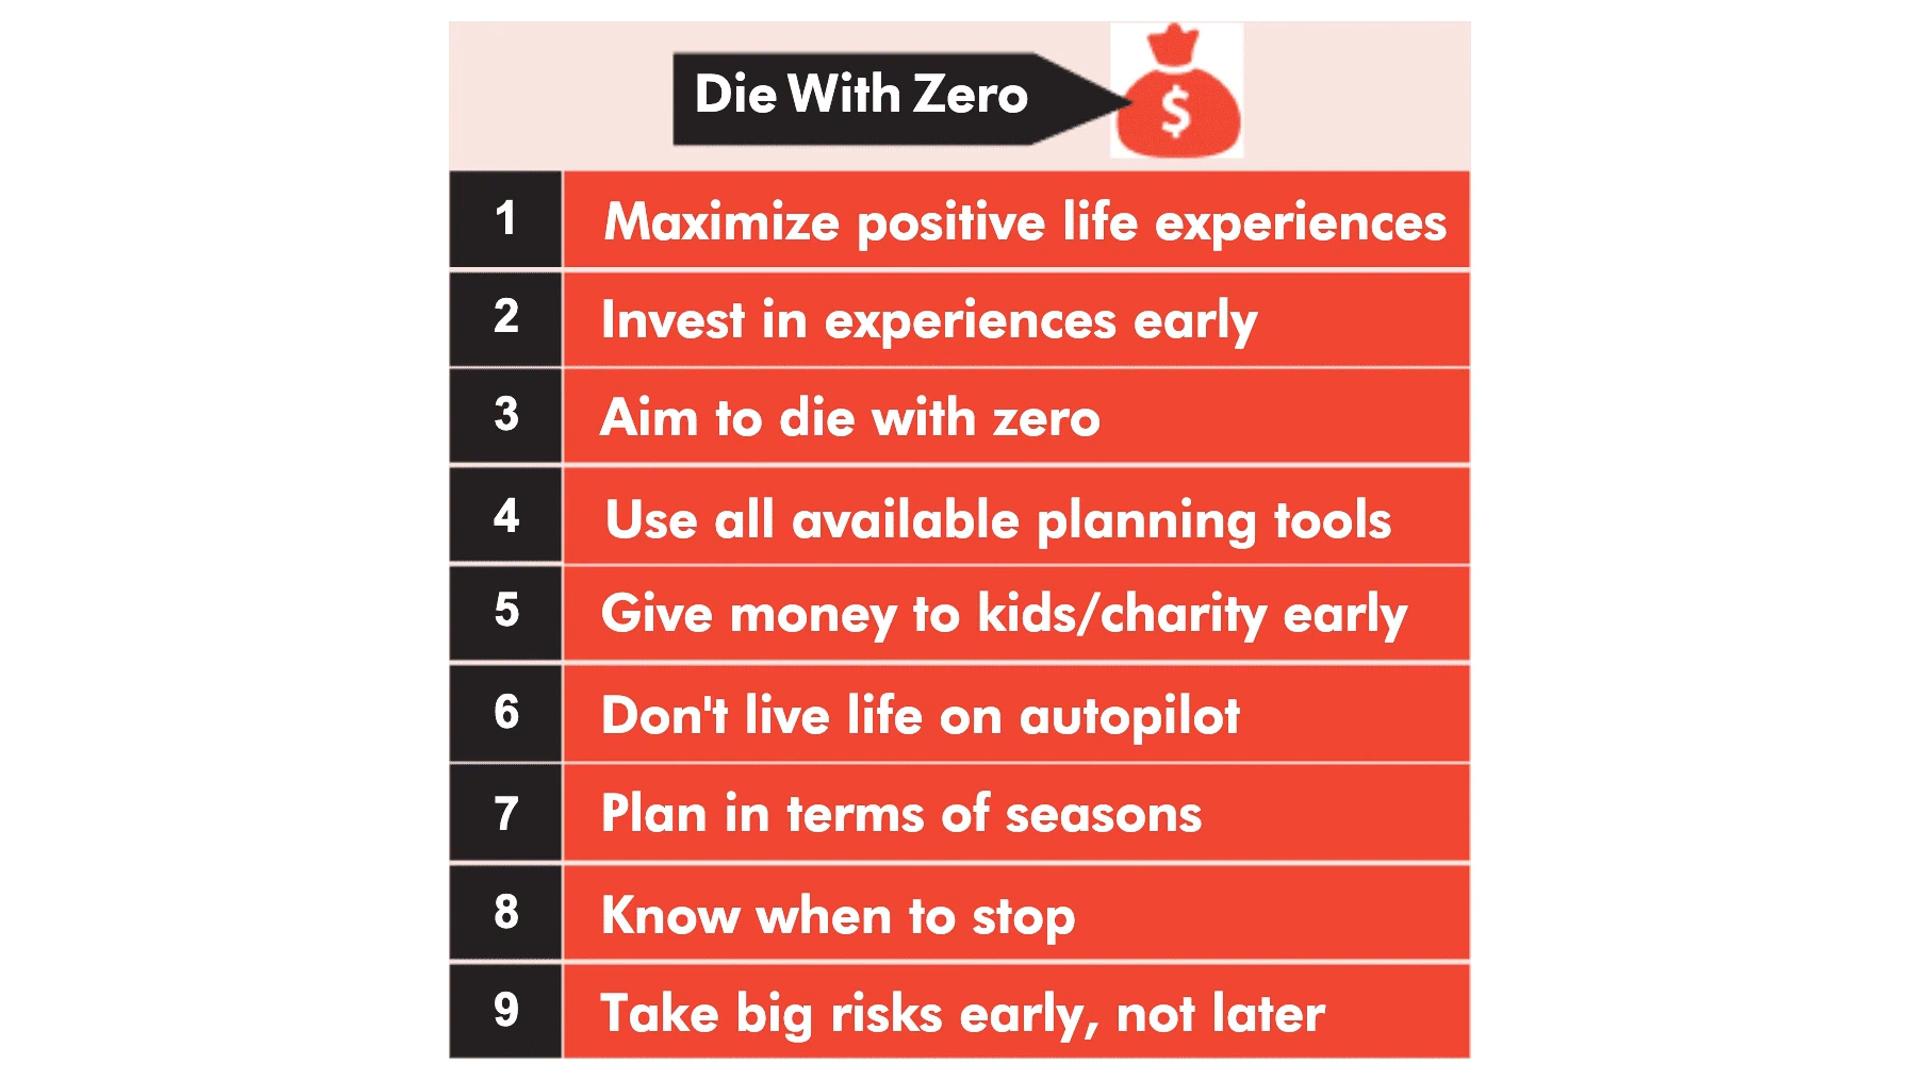 Die With Zero
$
1 Maximize positive life experiences
2 Invest in experiences early
3 Aim to die with zero
4 Use all available planning tools
5 Give money to kids/charity early
6 Don't live life on autopilot
7 Plan in terms of seasons
8 Know when to stop
9 Take big risks early, not later